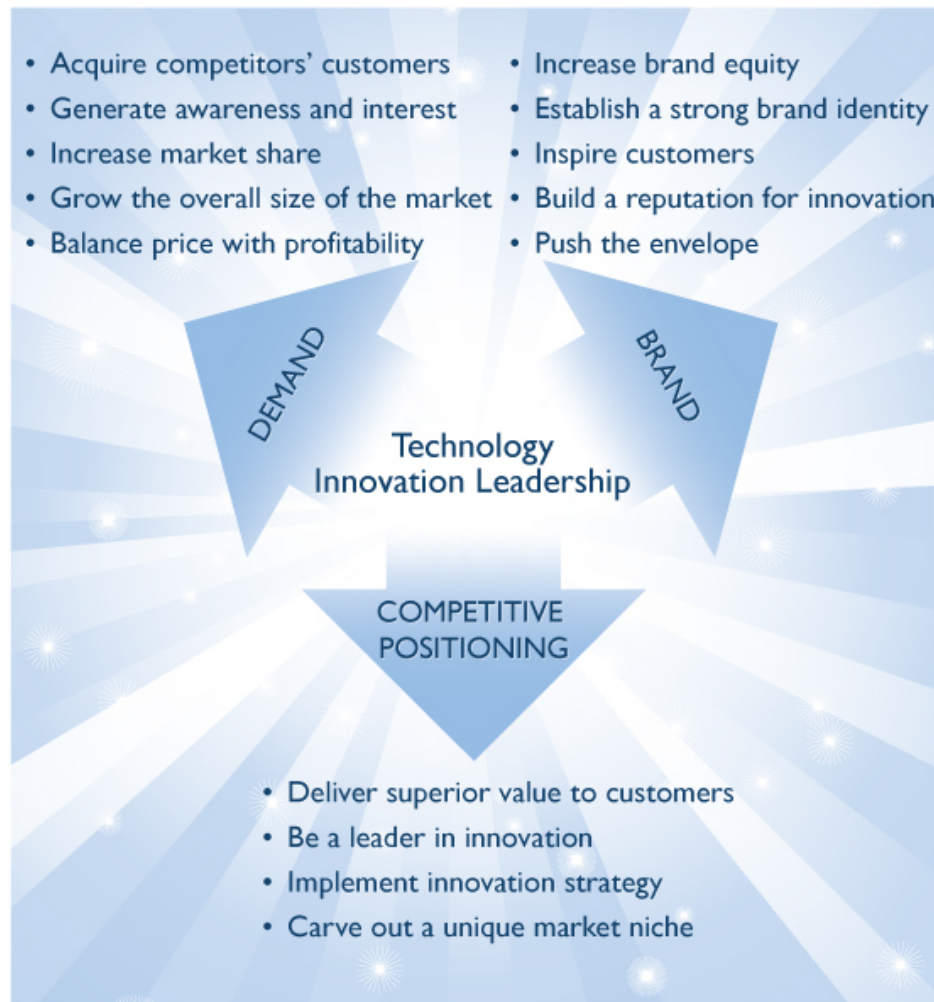 • Acquire competitors’ customers
• Generate awareness and interest
• Increase market share
• Grow the overall size of the market
• Balance price with profitability
• Increase brand equity
• Establish a strong brand identity
• Inspire customers
• Build a reputation for innovation
• Push the envelope
DEMAND
BRAND
Technology
Innovation Leadership
COMPETITIVE
POSITIONING
• Deliver superior value to customers
• Be a leader in innovation
• Implement innovation strategy
• Carve out a unique market niche